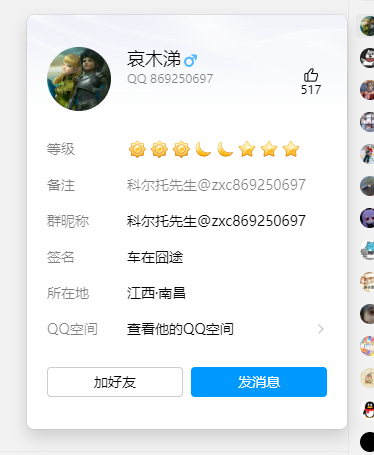 哀木涕
QQ 869250697
517
等级
备注 科尔托先生@zxc869250697
群昵称 科尔托先生@zxc869250697
签名 车在囧途
所在地 江西·南昌
QQ空间 查看他的QQ空间
加好友 发消息